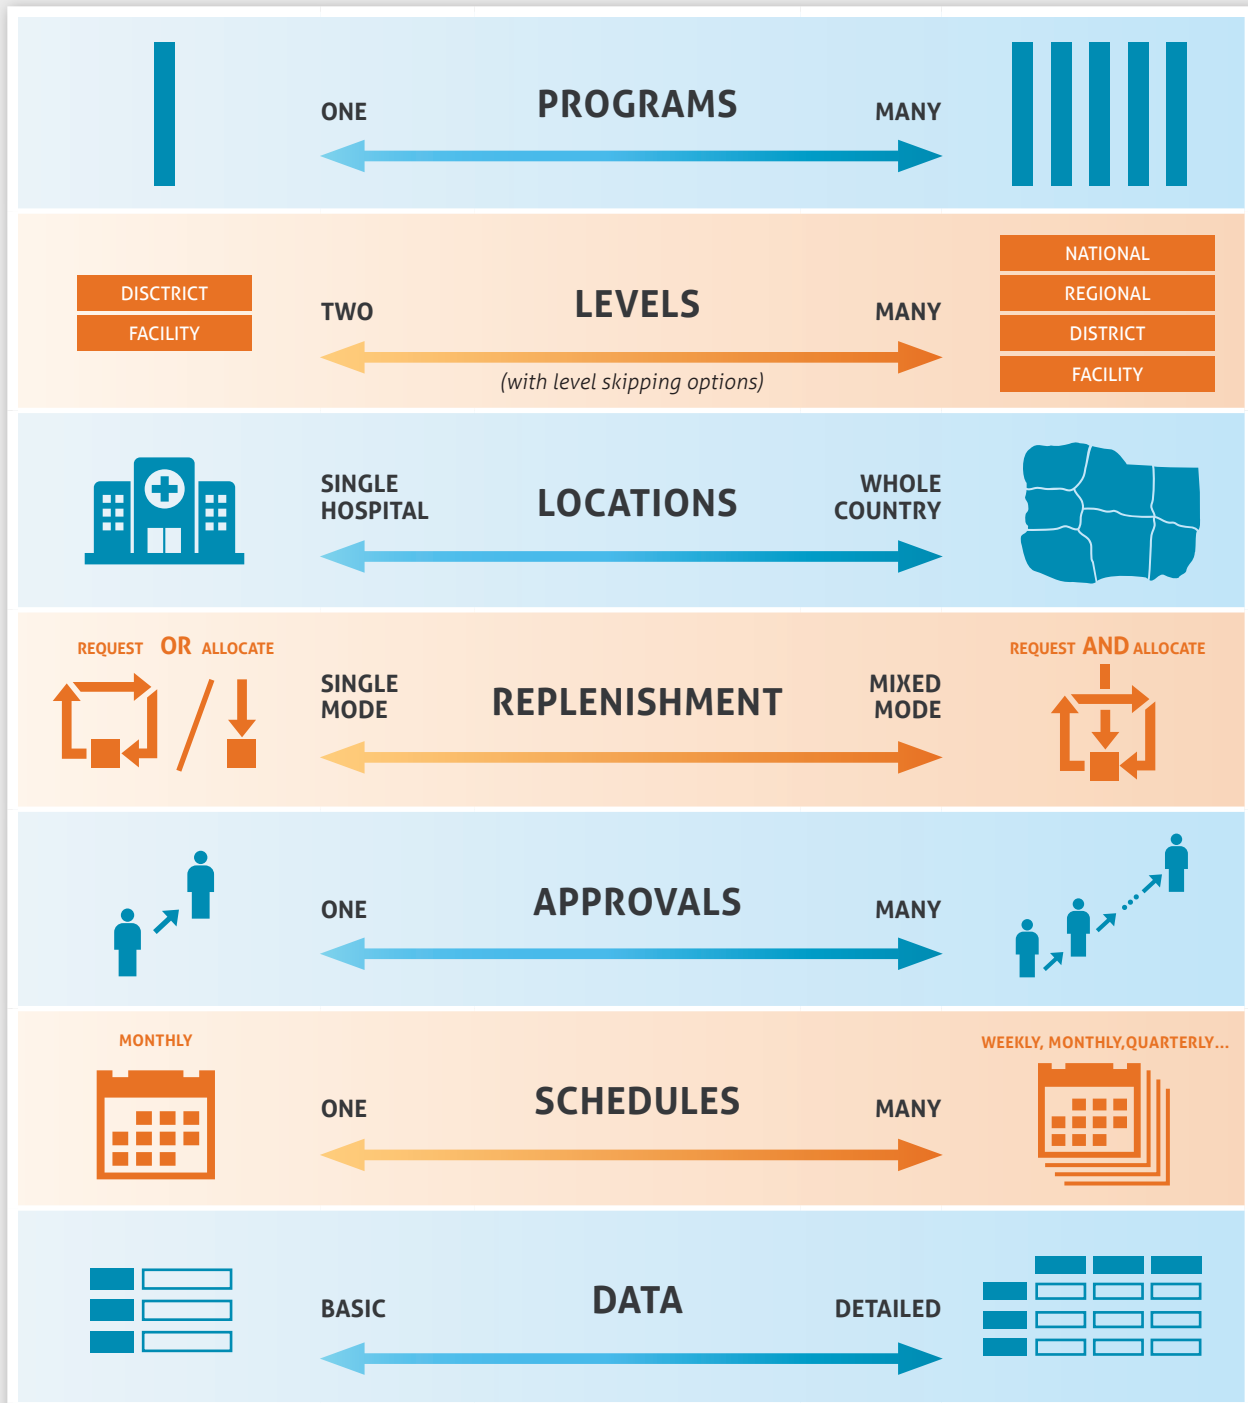 ONE
PROGRAMS
MANY
DISCTRICT
FACILITY
TWO
LEVELS
MANY
(with level skipping options)
NATIONAL
REGIONAL
DISTRICT
FACILITY
SINGLE
HOSPITAL
LOCATIONS
WHOLE
COUNTRY
REQUEST OR ALLOCATE
SINGLE
MODE
REPLENISHMENT
MIXED
MODE
REQUEST AND ALLOCATE
ONE
APPROVALS
MANY
MONTHLY
ONE
SCHEDULES
MANY
WEEKLY, MONTHLY,QUARTERLY...
BASIC
DATA
DETAILED